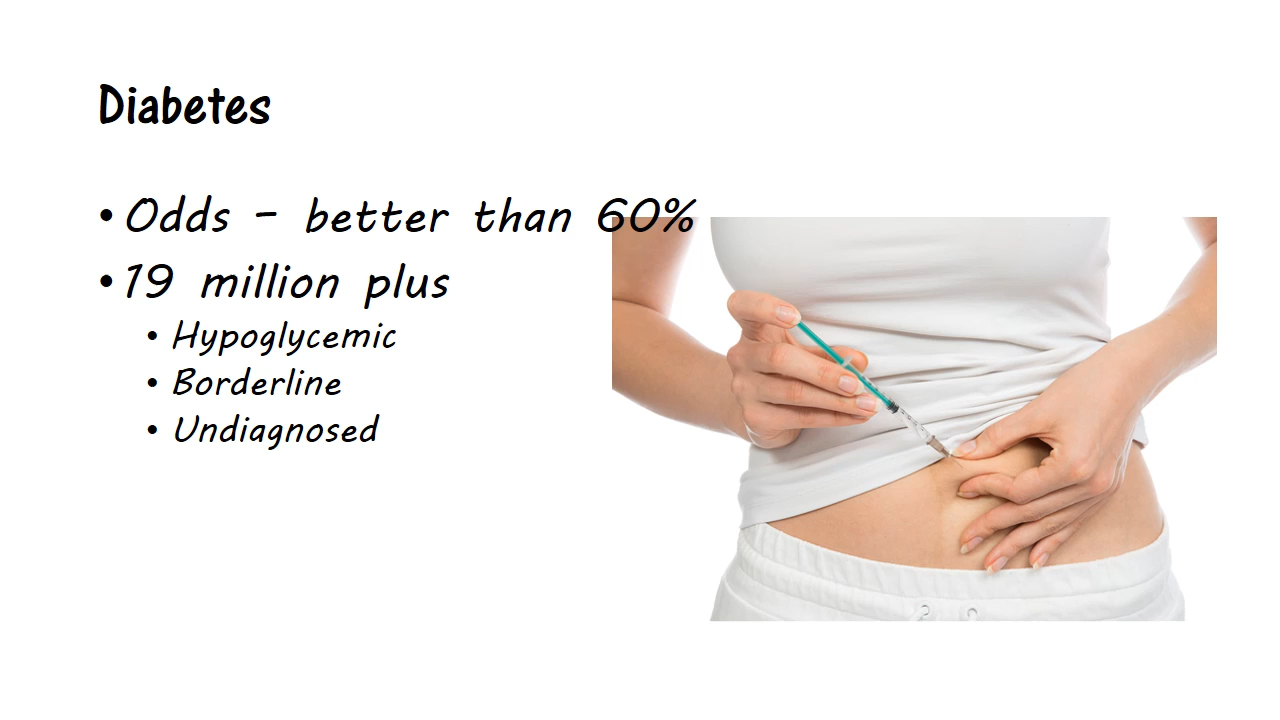 Diabetes
• Odds – better than 60%
• 19 million plus
• Hypoglycemic
• Borderline
• Undiagnosed